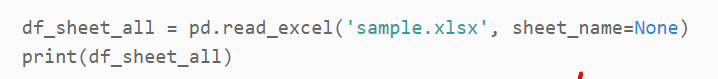 df_sheet_all = pd.read_excel('sample.xlsx', sheet_name=None)
print(df_sheet_all)